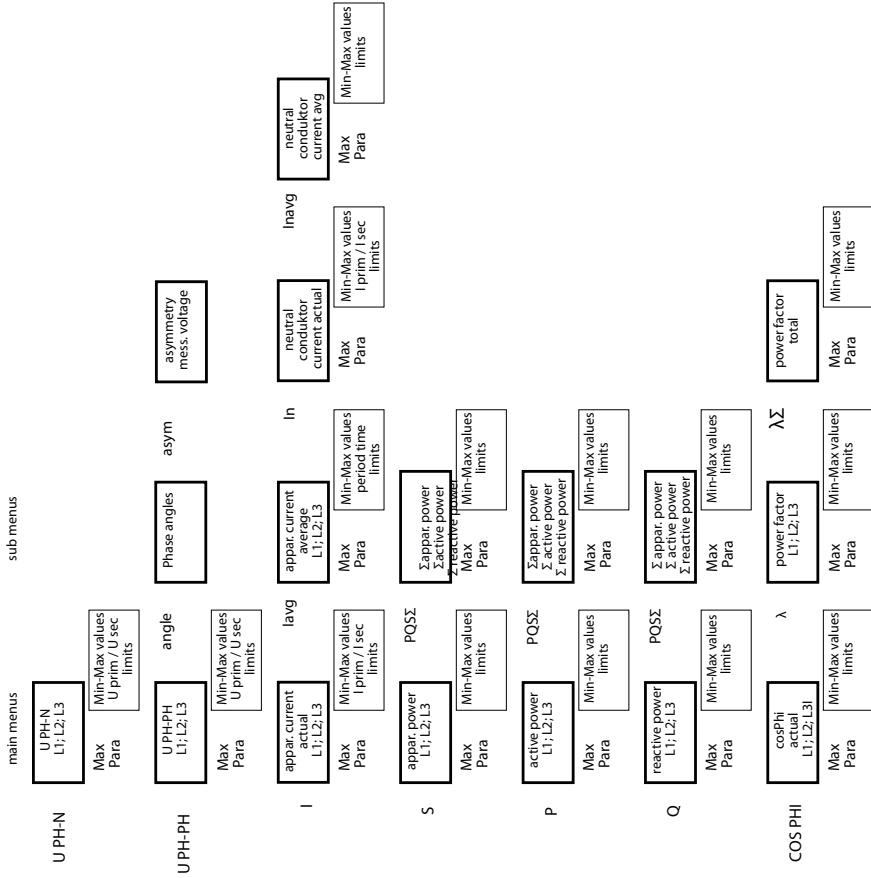 main menus
sub menus
U PH-N
U PH-N
L1; L2; L3
Max
Para
Min-Max values
U prim / U sec
limits
U PH-PH
U PH-PH
L1; L2; L3
Max
Para
Min-Max values
U prim / U sec
limits
angle
Phase angles
asym
asymmetry
mess. voltage
I
appar. current
actual
L1; L2; L3
Max
Para
Min-Max values
I prim / I sec
limits
Iavg
appar. current
average
L1; L2; L3
Max
Para
Min-Max values
period time
limits
In
neutral
conduktor
current actual
Max
Para
Min-Max values
I prim / I sec
limits
Inavg
neutral
conduktor
current avg
Max
Para
Min-Max values
limits
S
appar. power
L1; L2; L3
Max
Para
Min-Max values
limits
PQSΣ
Σappar. power
Σactive power
Σ reactive power
Max
Para
Min-Max values
limits
P
active power
L1; L2; L3
Max
Para
Min-Max values
limits
PQSΣ
Σappar. power
Σ active power
Σ reactive power
Max
Para
Min-Max values
limits
Q
reactive power
L1; L2; L3
Max
Para
Min-Max values
limits
PQSΣ
Σ appar. power
Σ active power
Σ reactive power
Max
Para
Min-Max values
limits
COS PHI
cosPhi
actual
L1; L2; L3I
Max
Para
Min-Max values
limits
λ
power factor
L1; L2; L3
Max
Para
Min-Max values
limits
λΣ
power factor
total
Max
Para
Min-Max values
limits